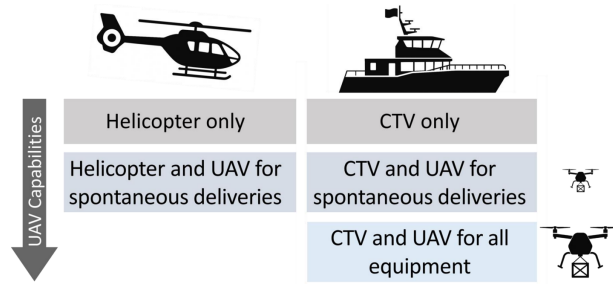 UAV Capabilities
Helicopter only
CTV only
Helicopter and UAV for
spontaneous deliveries
CTV and UAV for
spontaneous deliveries
CTV and UAV for all
equipment